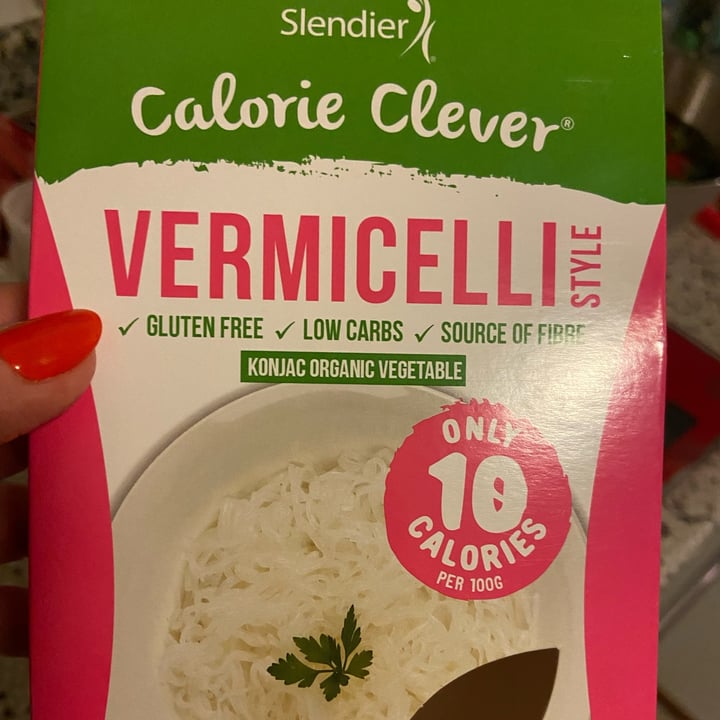 Slendier®
Calorie Clever®
VERMICELLI STYLE
✓ GLUTEN FREE ✓ LOW CARBS ✓ SOURCE OF FIBRE
KONJAC ORGANIC VEGETABLE
ONLY
10
CALORIES
PER 100G